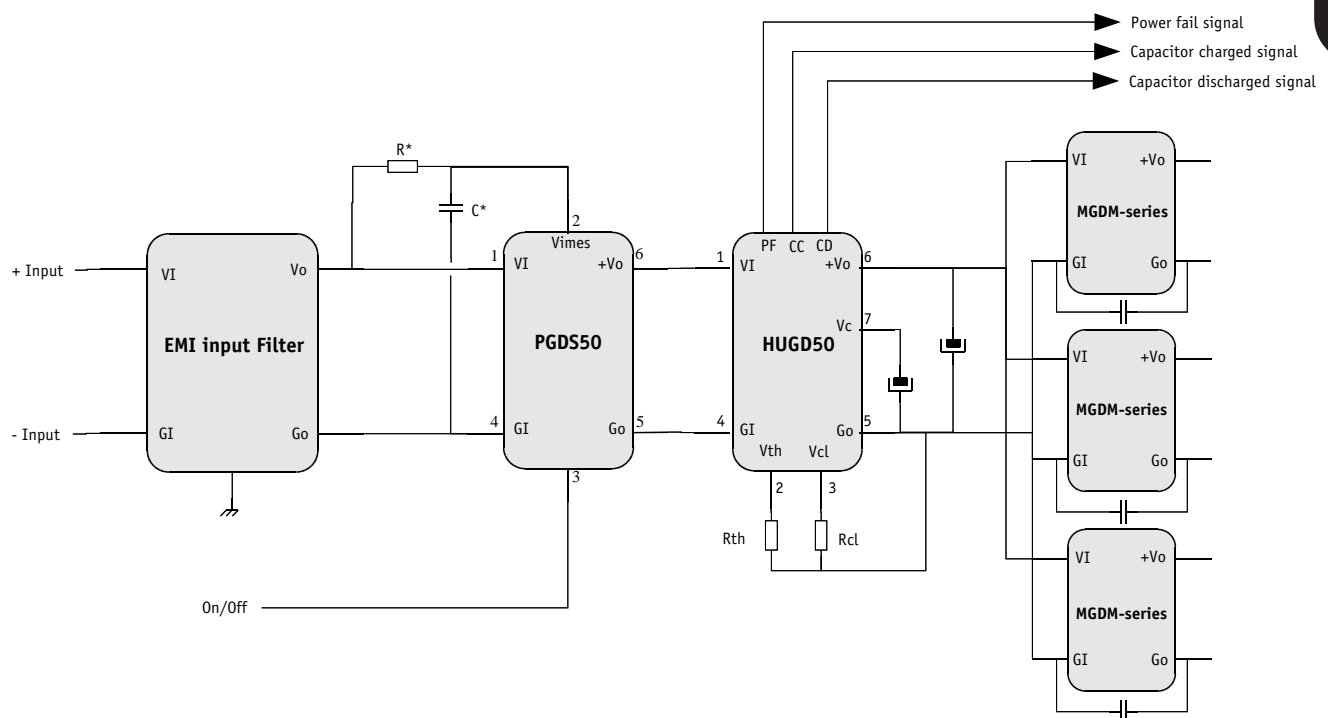 Power fail signal
Capacitor charged signal
Capacitor discharged signal
R*
C*
2
Vimes
+ Input
VI
Vo
EMI input Filter
- Input
GI
Go
1
VI
+Vo
6
PGDS50
4
GI
Go
5
3
On/Off
PF CC CD
1
VI
+Vo
6
Vc
7
HUGD50
4
GI
Go
5
Vth
Vcl
2
3
Rth
Rcl
VI
+Vo
MGDM-series
GI
Go
VI
+Vo
MGDM-series
GI
Go
VI
+Vo
MGDM-series
GI
Go